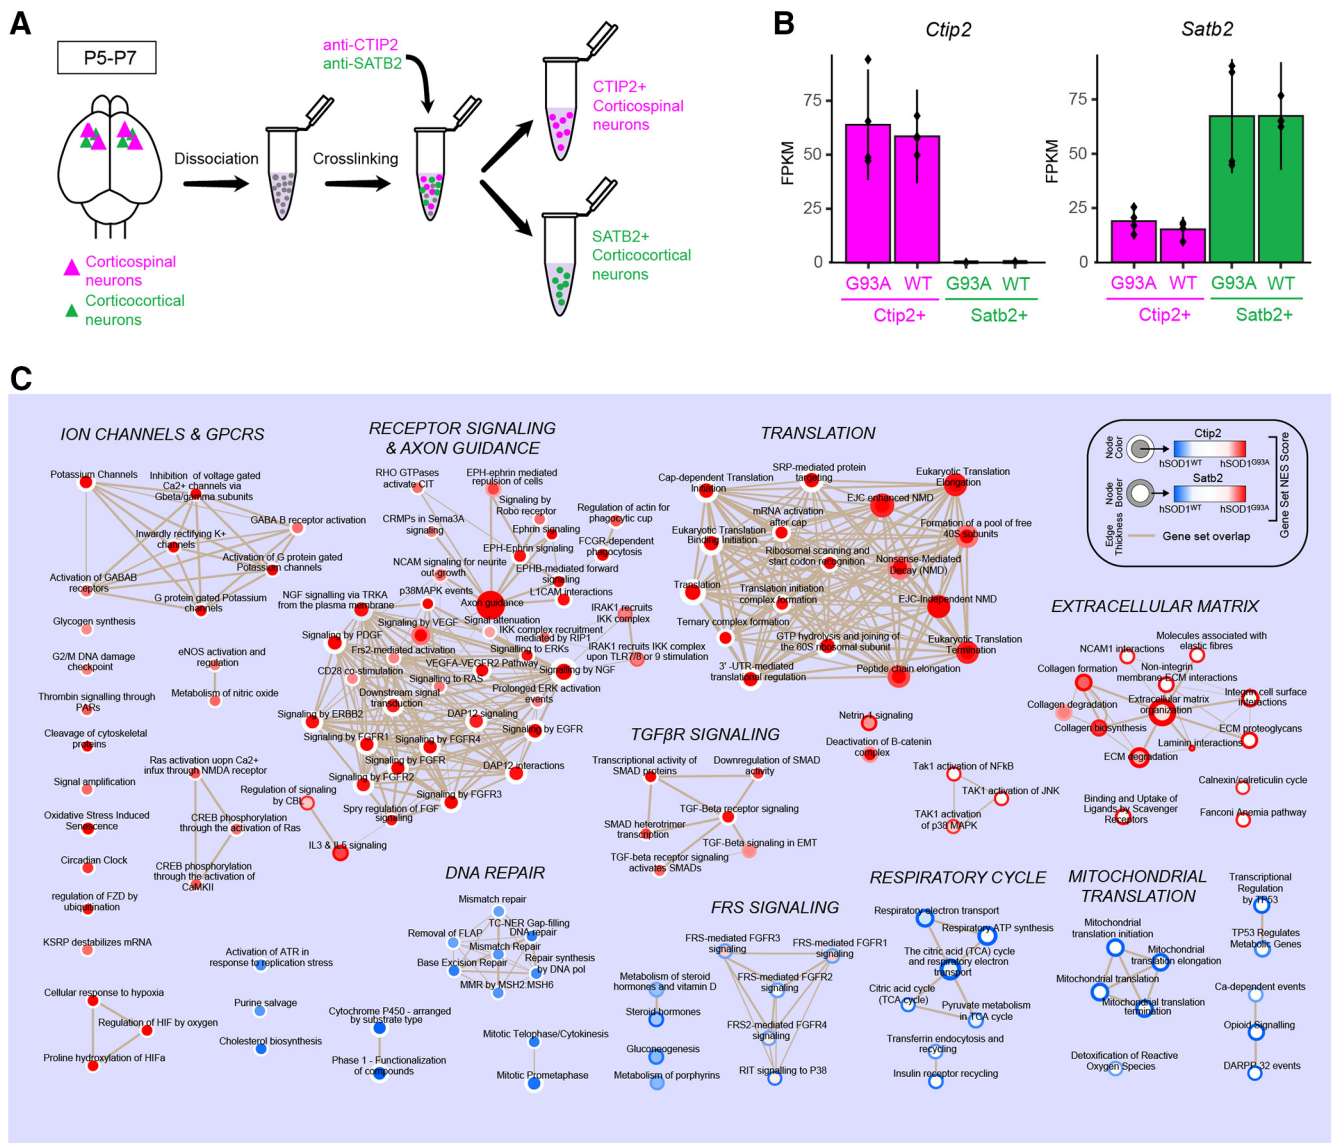 A
P5-P7
anti-CTIP2
anti-SATB2
Dissociation
Crosslinking
CTIP2+
Corticospinal
neurons
SATB2+
Corticocortical
neurons
Corticospinal
neurons
Corticocortical
neurons
B
Ctip2
Satb2
FPKM
75
50
25
0
G93A WT G93A WT
Ctip2+ Satb2+
FPKM
75
50
25
0
G93A WT G93A WT
Ctip2+ Satb2+
C
ION CHANNELS & GPCRS
Potassium Channels
Inhibition of voltage gated
Ca2+ channels via
Gbeta/gamma subunits
GABA B receptor activation
Inwardly rectifying K+
channels
Activation of G protein gated
Potassium channels
Activation of GABAB
receptors
G protein gated Potassium
channels
Glycogen synthesis
G2/M DNA damage
checkpoint
eNOS activation and
regulation
Thrombin signalling through
PARs
Metabolism of nitric oxide
Cleavage of cytoskeletal
proteins
Ras activation uopn Ca2+
infux through NMDA receptor
Signal amplification
Oxidative Stress Induced
Senescence
CREB phosphorylation
through the activation of Ras
Circadian Clock
CREB phosphorylation
through the activation of
CaMKII
regulation of FZD by
ubiquitination
KSRP destabilizes mRNA
Cellular response to hypoxia
Regulation of HIF by oxygen
Proline hydroxylation of HIFa
RECEPTOR SIGNALING
& AXON GUIDANCE
RHO GTPases
activate CIT
EPH-ephrin mediated
repulsion of cells
Signaling by
Robo receptor
Regulation of actin for
phagocytic cup
CRMPs in Sema3A
signaling
Ephrin signaling
EPH-Ephrin signaling
FCGR-dependent
phagocytosis
NCAM signaling for neurite
out-growth
EPHB-mediated forward
signaling
p38MAPK events
L1CAM interactions
NGF signalling via TRKA
from the plasma membrane
Axon guidance
Signaling by VEGF
Signal attenuation
IRAK1 recruits
IKK complex
IKK complex recruitment
mediated by RIP1
Signaling by PDGF
Frs2-mediated activation
Signalling to ERKs
IRAK1 recruits IKK complex
upon TLR7/8 or 9 stimulation
CD28 co-stimulation
VEGFA-VEGFR2 Pathway
Signalling by NGF
Signalling to RAS
Downstream signal
transduction
Prolonged ERK activation
events
Signaling by ERBB2
DAP12 signaling
Signaling by EGFR
Signaling by FGFR1
Signaling by FGFR4
Signaling by FGFR
DAP12 interactions
Signaling by FGFR2
Signaling by FGFR3
Regulation of signaling
by CBL
Spry regulation of FGF
signaling
IL3 & IL5 signaling
TRANSLATION
Cap-dependent Translation
Initiation
SRP-mediated protein
targeting
Eukaryotic Translation
Elongation
EJC enhanced NMD
mRNA activation
after cap
Eukaryotic Translation
Binding Initiation
Formation of a pool of free
40S subunits
Ribosomal scanning and
start codon recognition
Nonsense-Mediated
Decay (NMD)
Translation
Translation initiation
complex formation
EJC-Independent NMD
Ternary complex formation
GTP hydrolysis and joining of
the 60S ribosomal subunit
Eukaryotic Translation
Termination
3' -UTR-mediated
translational regulation
Peptide chain elongation
Node
Color
Ctip2
hSOD1WT hSOD1G93A
Node
Border
Satb2
hSOD1WT hSOD1G93A
Edge
Thickness
Gene set overlap
Gene Set NES Score
EXTRACELLULAR MATRIX
NCAM1 interactions
Molecules associated with
elastic fibres
Collagen formation
Non-integrin
membrane-ECM interactions
Collagen degradation
Extracellular matrix
organization
Integrin cell surface
interactions
Collagen biosynthesis
ECM proteoglycans
Laminin interactions
ECM degradation
Calnexin/calreticulin cycle
Binding and Uptake of
Ligands by Scavenger
Receptors
Fanconi Anemia pathway
Netrin-1 signaling
Deactivation of B-catenin
complex
Tak1 activation of NFkB
TAK1 activation of JNK
TAK1 activation
of p38 MAPK
TGFβR SIGNALING
Transcriptional activity of
SMAD proteins
Downregulation of SMAD
activity
TGF-Beta receptor signaling
SMAD heterotrimer
transcription
TGF-Beta signaling in EMT
TGF-beta receptor signaling
activates SMADs
DNA REPAIR
Mismatch repair
TC-NER Gap-filling
DNA repair
Removal of FLAP
Mismatch Repair
Base Excision Repair
Repair synthesis
by DNA pol
MMR by MSH2:MSH6
Activation of ATR in
response to replication stress
Purine salvage
Cholesterol biosynthesis
Cytochrome P450 - arranged
by substrate type
Phase 1 - Functionalization
of compounds
Mitotic Telophase/Cytokinesis
Mitotic Prometaphase
FRS SIGNALING
FRS-mediated FGFR3
signaling
FRS-mediated FGFR1
signaling
FRS-mediated FGFR2
signaling
FRS2-mediated FGFR4
signaling
RIT signalling to P38
Metabolism of steroid
hormones and vitamin D
Steroid hormones
Gluconeogenesis
Metabolism of porphyrins
RESPIRATORY CYCLE
Respiratory electron transport
Respiratory ATP synthesis
The citric acid (TCA) cycle
and respiratory electron
transport
Citric acid cycle
(TCA cycle)
Pyruvate metabolism
in TCA cycle
Transferrin endocytosis and
recycling
Insulin receptor recycling
MITOCHONDRIAL
TRANSLATION
Mitochondrial
translation initiation
Mitochondrial
translation elongation
Mitochondrial translation
Mitochondrial translation
termination
Detoxification of Reactive
Oxygen Species
Transcriptional
Regulation
by TP53
TP53 Regulates
Metabolic Genes
Ca-dependent events
Opioid Signalling
DARPP-32 events